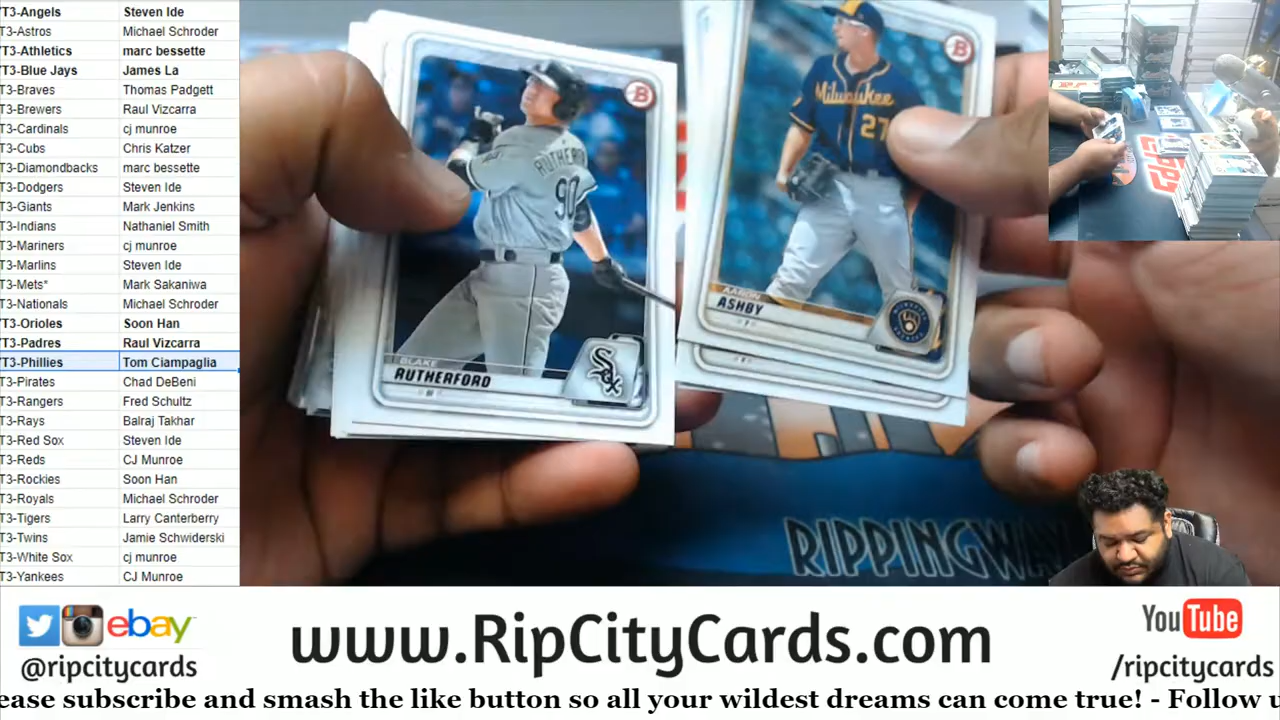 T3-Angels Steven Ide
T3-Astros Michael Schroder
T3-Athletics marc bessette
T3-Blue Jays James La
T3-Braves Thomas Padgett
T3-Brewers Raul Vizcarra
T3-Cardinals cj munroe
T3-Cubs Chris Katzer
T3-Diamondbacks marc bessette
T3-Dodgers Steven Ide
T3-Giants Mark Jenkins
T3-Indians Nathaniel Smith
T3-Mariners cj munroe
T3-Marlins Steven Ide
T3-Mets* Mark Sakaniwa
T3-Nationals Michael Schroder
T3-Orioles Soon Han
T3-Padres Raul Vizcarra
T3-Phillies Tom Ciampaglia
T3-Pirates Chad DeBeni
T3-Rangers Fred Schultz
T3-Rays Balraj Takhar
T3-Red Sox Steven Ide
T3-Reds CJ Munroe
T3-Rockies Soon Han
T3-Royals Michael Schroder
T3-Tigers Larry Canterberry
T3-Twins Jamie Schwiderski
T3-White Sox cj munroe
T3-Yankees CJ Munroe
B
RUTHERFO
90
BLAKE
RUTHERFORD
SOX
B
Milwaukee
27
AARON
ASHBY
RIPPINGWA
ebay
@ripcitycards
www.RipCityCards.com
YouTube
/ripcitycards
ease subscribe and smash the like button so all your wildest dreams can come true! - Follow u